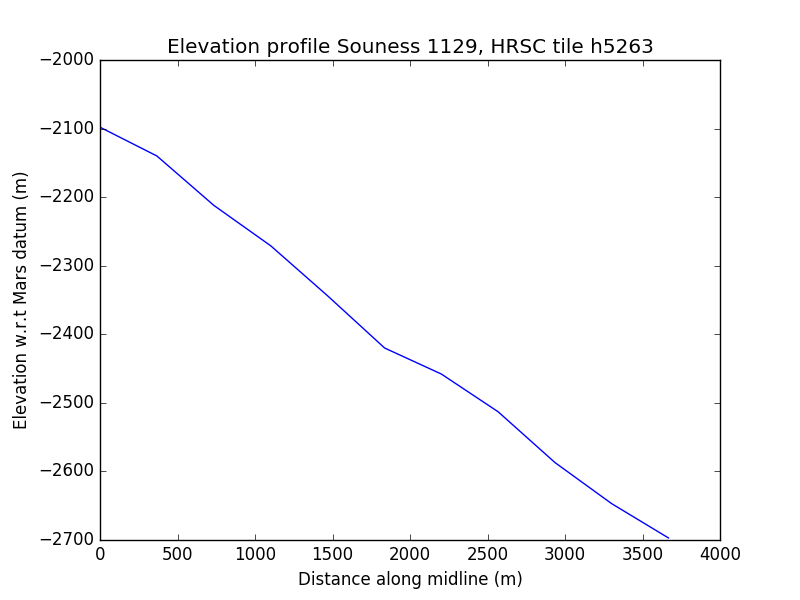 Elevation profile Souness 1129, HRSC tile h5263
−2000
−2100
−2200
−2300
−2400
−2500
−2600
−2700
Elevation w.r.t Mars datum (m)
0 500 1000 1500 2000 2500 3000 3500 4000
Distance along midline (m)